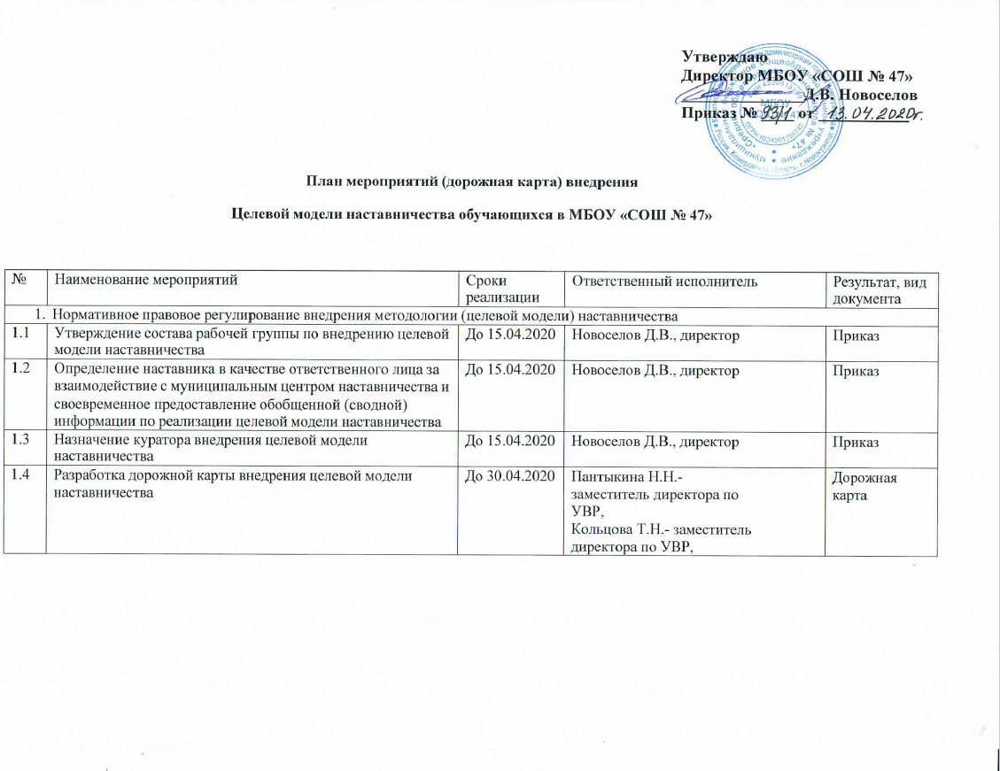 Утверждаю
Директор МБОУ «СОШ № 47»
Д.В. Новоселов
Приказ № 93/1 от 13.04.2020г.
План мероприятий (дорожная карта) внедрения
Целевой модели наставничества обучающихся в МБОУ «СОШ № 47»
№ Наименование мероприятий Сроки реализации Ответственный исполнитель Результат, вид документа
1. Нормативное правовое регулирование внедрения методологии (целевой модели) наставничества
1.1 Утверждение состава рабочей группы по внедрению целевой До 15.04.2020 Новоселов Д.В., директор Приказ
модели наставничества
1.2 Определение наставника в качестве ответственного лица за До 15.04.2020 Новоселов Д.В., директор Приказ
взаимодействие с муниципальным центром наставничества и
своевременное предоставление обобщенной (сводной)
информации по реализации целевой модели наставничества
1.3 Назначение куратора внедрения целевой модели До 15.04.2020 Новоселов Д.В., директор Приказ
наставничества
1.4 Разработка дорожной карты внедрения целевой модели До 30.04.2020 Пантыкина Н.Н.- Дорожная
наставничества заместитель директора по карта
УВР,
Кольцова Т.Н.- заместитель
директора по УВР,